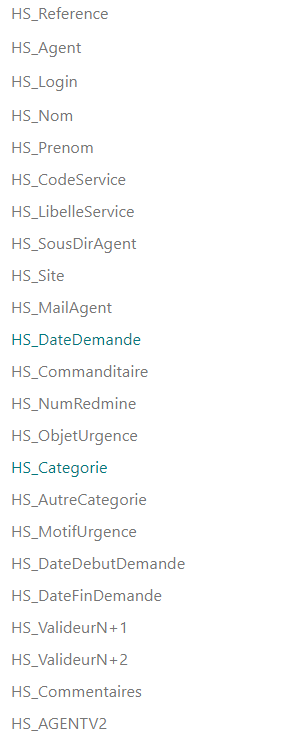 HS_Reference
HS_Agent
HS_Login
HS_Nom
HS_Prenom
HS_CodeService
HS_LibelleService
HS_SousDirAgent
HS_Site
HS_MailAgent
HS_DateDemande
HS_Commanditaire
HS_NumRedmine
HS_ObjetUrgence
HS_Categorie
HS_AutreCategorie
HS_MotifUrgence
HS_DateDebutDemande
HS_DateFinDemande
HS_ValideurN+1
HS_ValideurN+2
HS_Commentaires
HS_AGENTV2